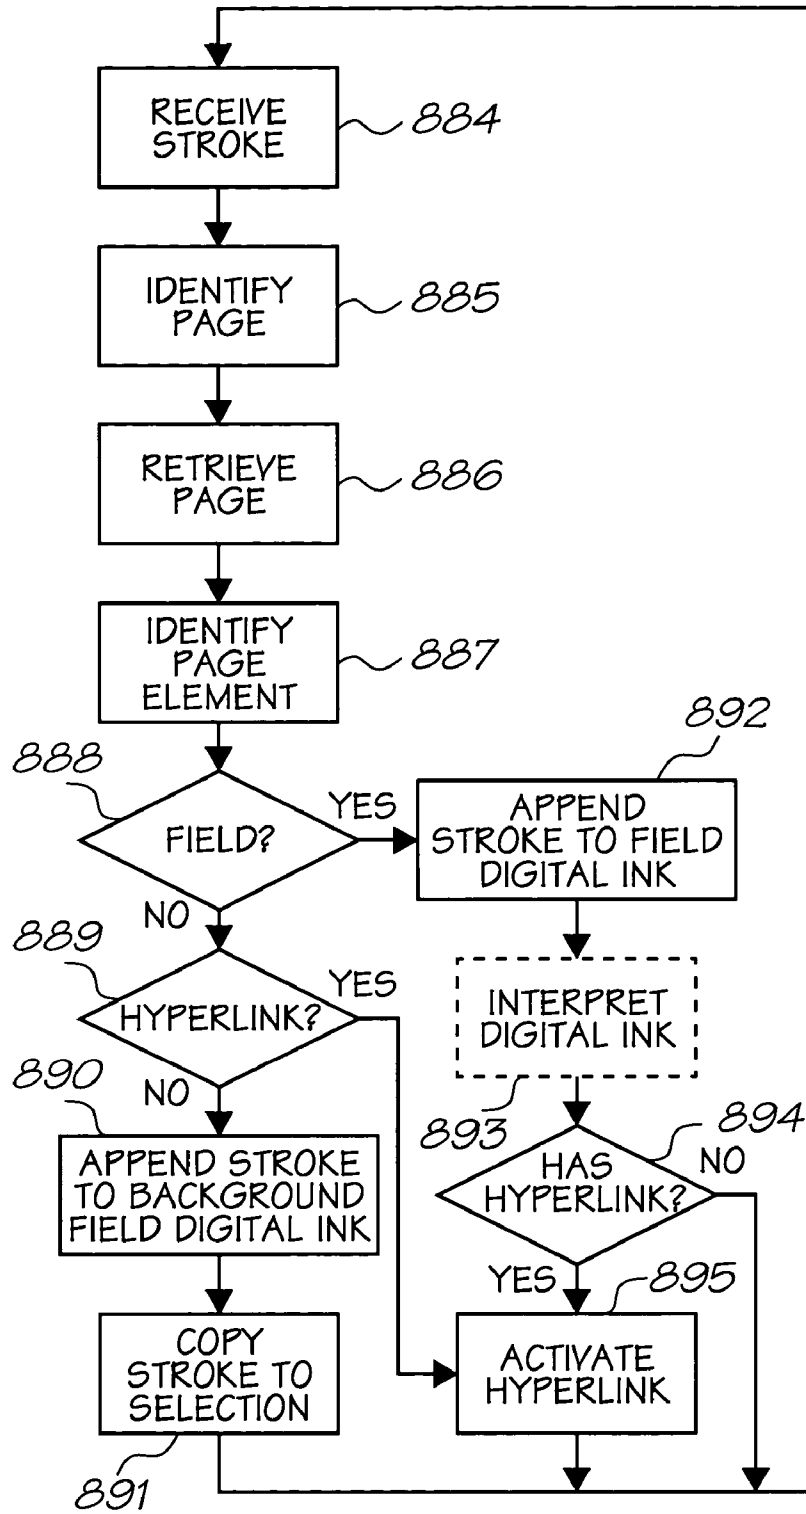 RECEIVE
STROKE
884
IDENTIFY
PAGE
885
RETRIEVE
PAGE
886
IDENTIFY
PAGE
ELEMENT
887
888
FIELD?
YES
NO
892
APPEND
STROKE TO FIELD
DIGITAL INK
889
HYPERLINK?
YES
NO
INTERPRET
DIGITAL INK
893
890
APPEND STROKE
TO BACKGROUND
FIELD DIGITAL INK
894
HAS
HYPERLINK?
NO
YES
895
COPY
STROKE TO
SELECTION
891
ACTIVATE
HYPERLINK